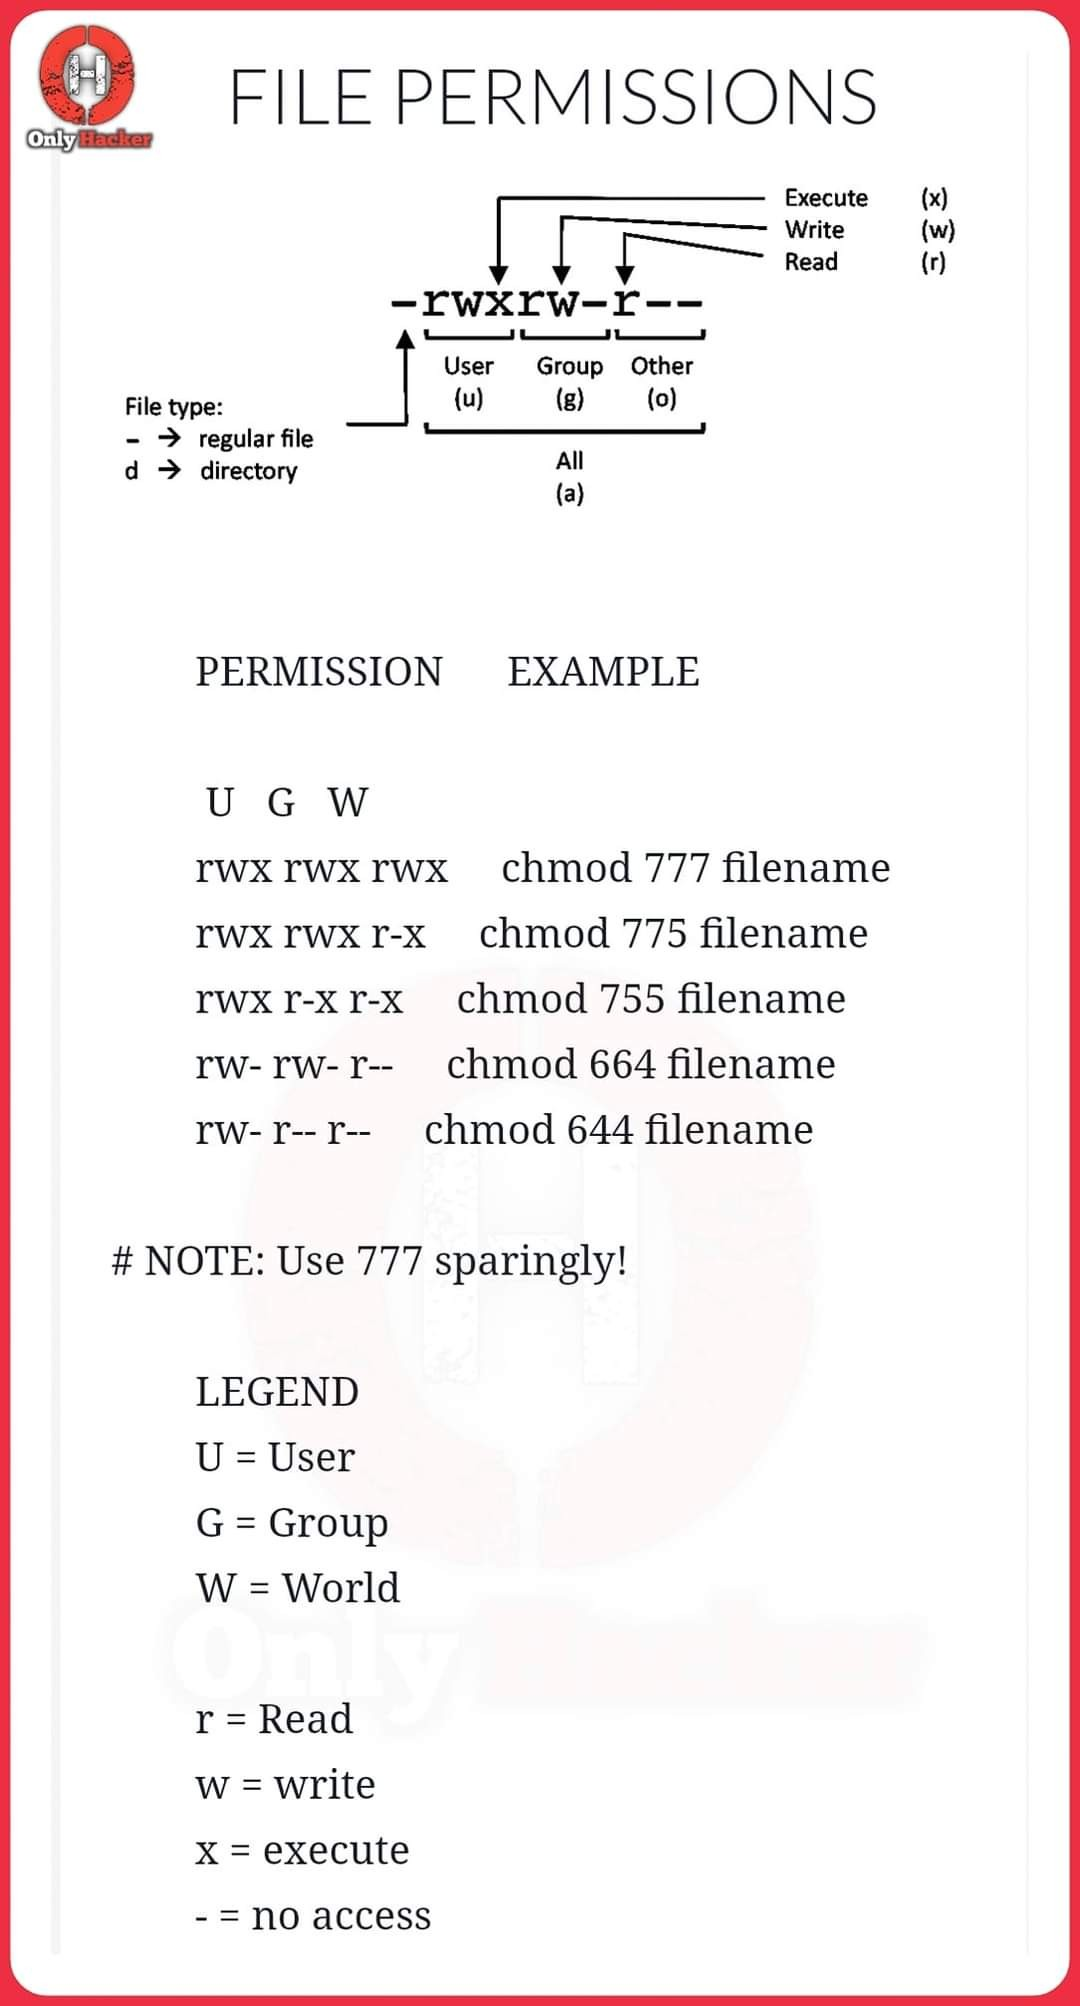 H
Only Hacker
FILE PERMISSIONS
Execute (x)
Write (w)
Read (r)
-rwxrw-r--
User Group Other
(u) (g) (o)
File type:
- → regular file
d → directory
All
(a)
PERMISSION EXAMPLE
U G W
rwx rwx rwx chmod 777 filename
rwx rwx r-x chmod 775 filename
rwx r-x r-x chmod 755 filename
rw- rw- r-- chmod 664 filename
rw- r-- r-- chmod 644 filename
# NOTE: Use 777 sparingly!
LEGEND
U = User
G = Group
W = World
Only
r = Read
w = write
x = execute
- = no access